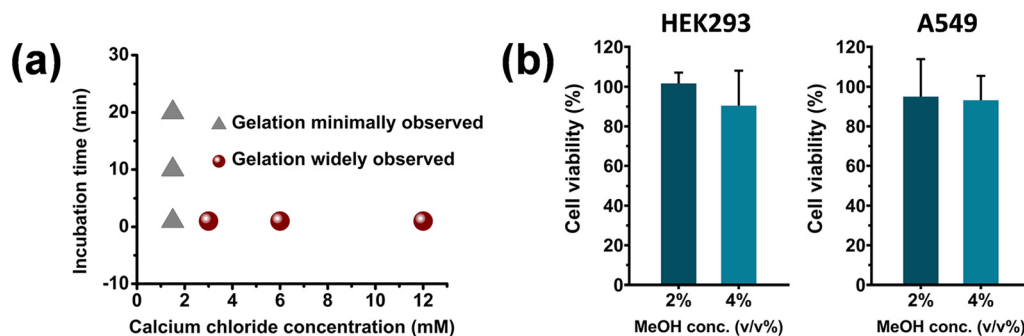 (a)
Incubation time (min)
30
20
10
0
-10
Gelation minimally observed
Gelation widely observed
0 2 4 6 8 10 12
Calcium chloride concentration (mM)
(b)
HEK293
Cell viability (%)
120
100
80
60
40
20
0
2% 4%
MeOH conc. (v/v%)
A549
Cell viability (%)
120
100
80
60
40
20
0
2% 4%
MeOH conc. (v/v%)